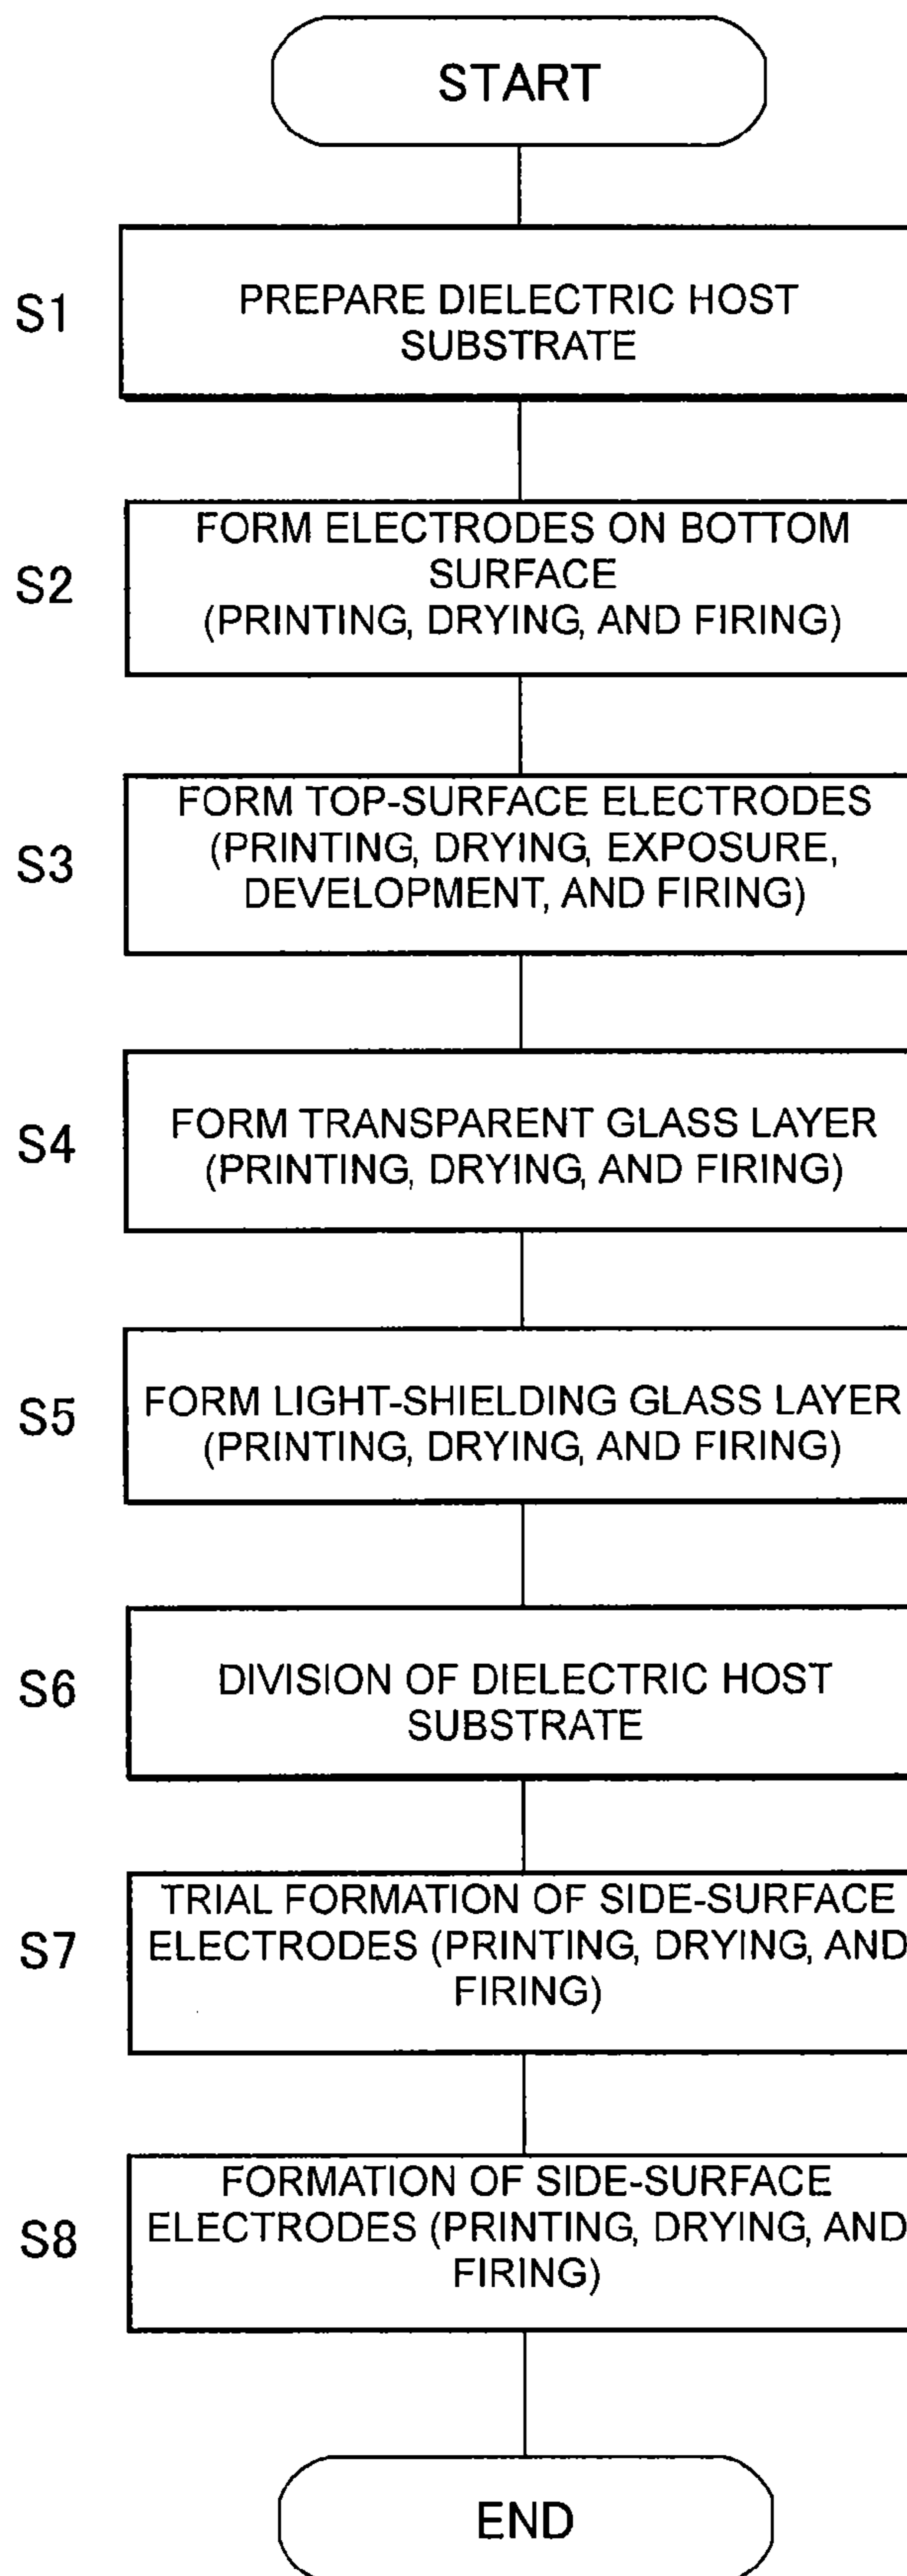 START
S1
PREPARE DIELECTRIC HOST
SUBSTRATE
S2
FORM ELECTRODES ON BOTTOM
SURFACE
(PRINTING, DRYING, AND FIRING)
S3
FORM TOP-SURFACE ELECTRODES
(PRINTING, DRYING, EXPOSURE,
DEVELOPMENT, AND FIRING)
S4
FORM TRANSPARENT GLASS LAYER
(PRINTING, DRYING, AND FIRING)
S5
FORM LIGHT-SHIELDING GLASS LAYER
(PRINTING, DRYING, AND FIRING)
S6
DIVISION OF DIELECTRIC HOST
SUBSTRATE
S7
TRIAL FORMATION OF SIDE-SURFACE
ELECTRODES (PRINTING, DRYING, AND
FIRING)
S8
FORMATION OF SIDE-SURFACE
ELECTRODES (PRINTING, DRYING, AND
FIRING)
END